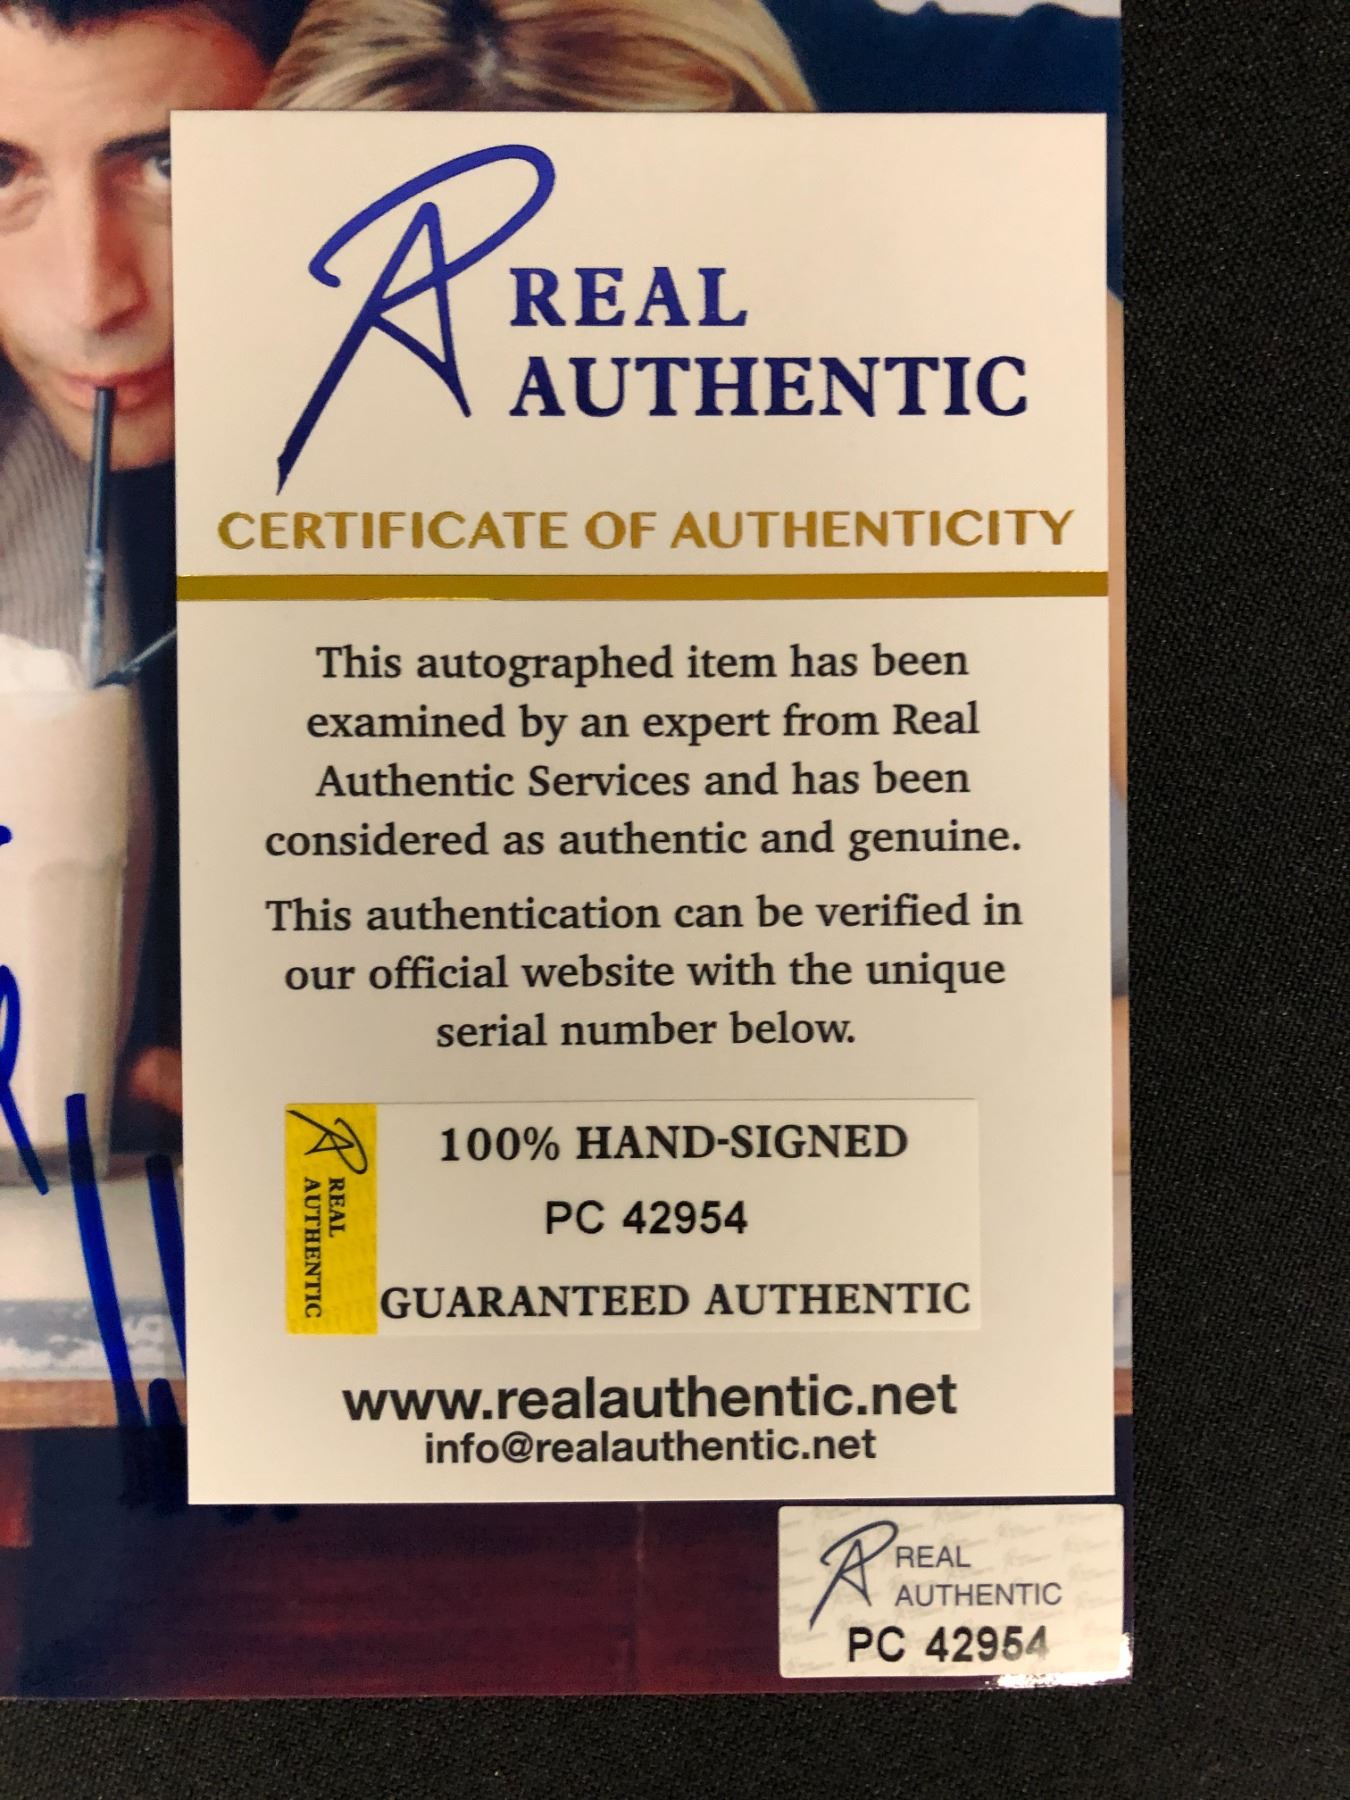 REAL
AUTHENTIC
CERTIFICATE OF AUTHENTICITY
This autographed item has been
examined by an expert from Real
Authentic Services and has been
considered as authentic and genuine.
This authentication can be verified in
our official website with the unique
serial number below.
REAL
AUTHENTIC
100% HAND-SIGNED
PC 42954
GUARANTEED AUTHENTIC
www.realauthentic.net
info@realauthentic.net
REAL
AUTHENTIC
PC 42954